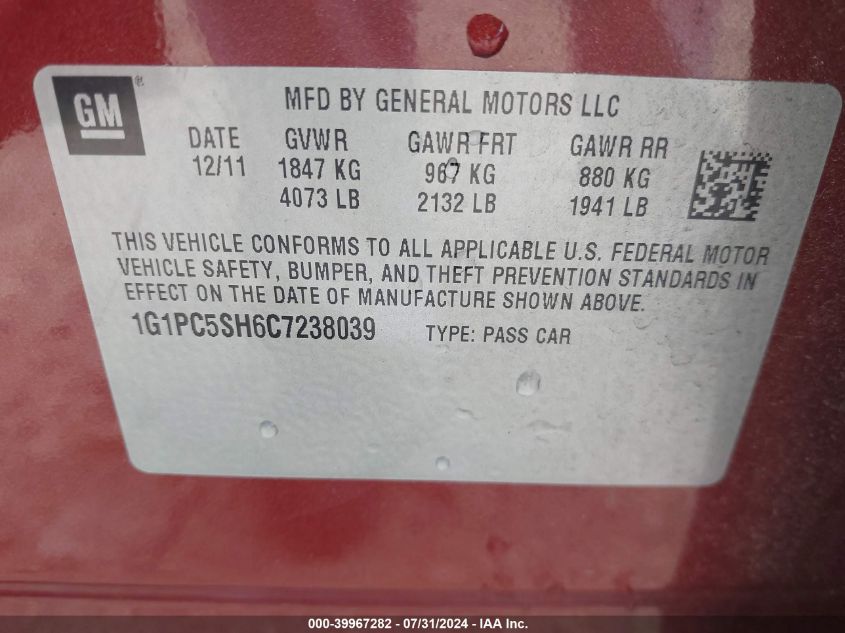 GM®
MFD BY GENERAL MOTORS LLC
DATE GVWR GAWR FRT GAWR RR
12/11 1847 KG 967 KG 880 KG
4073 LB 2132 LB 1941 LB
THIS VEHICLE CONFORMS TO ALL APPLICABLE U.S. FEDERAL MOTOR
VEHICLE SAFETY, BUMPER, AND THEFT PREVENTION STANDARDS IN
EFFECT ON THE DATE OF MANUFACTURE SHOWN ABOVE.
1G1PC5SH6C7238039 TYPE: PASS CAR
000-39967282 - 07/31/2024 - IAA Inc.